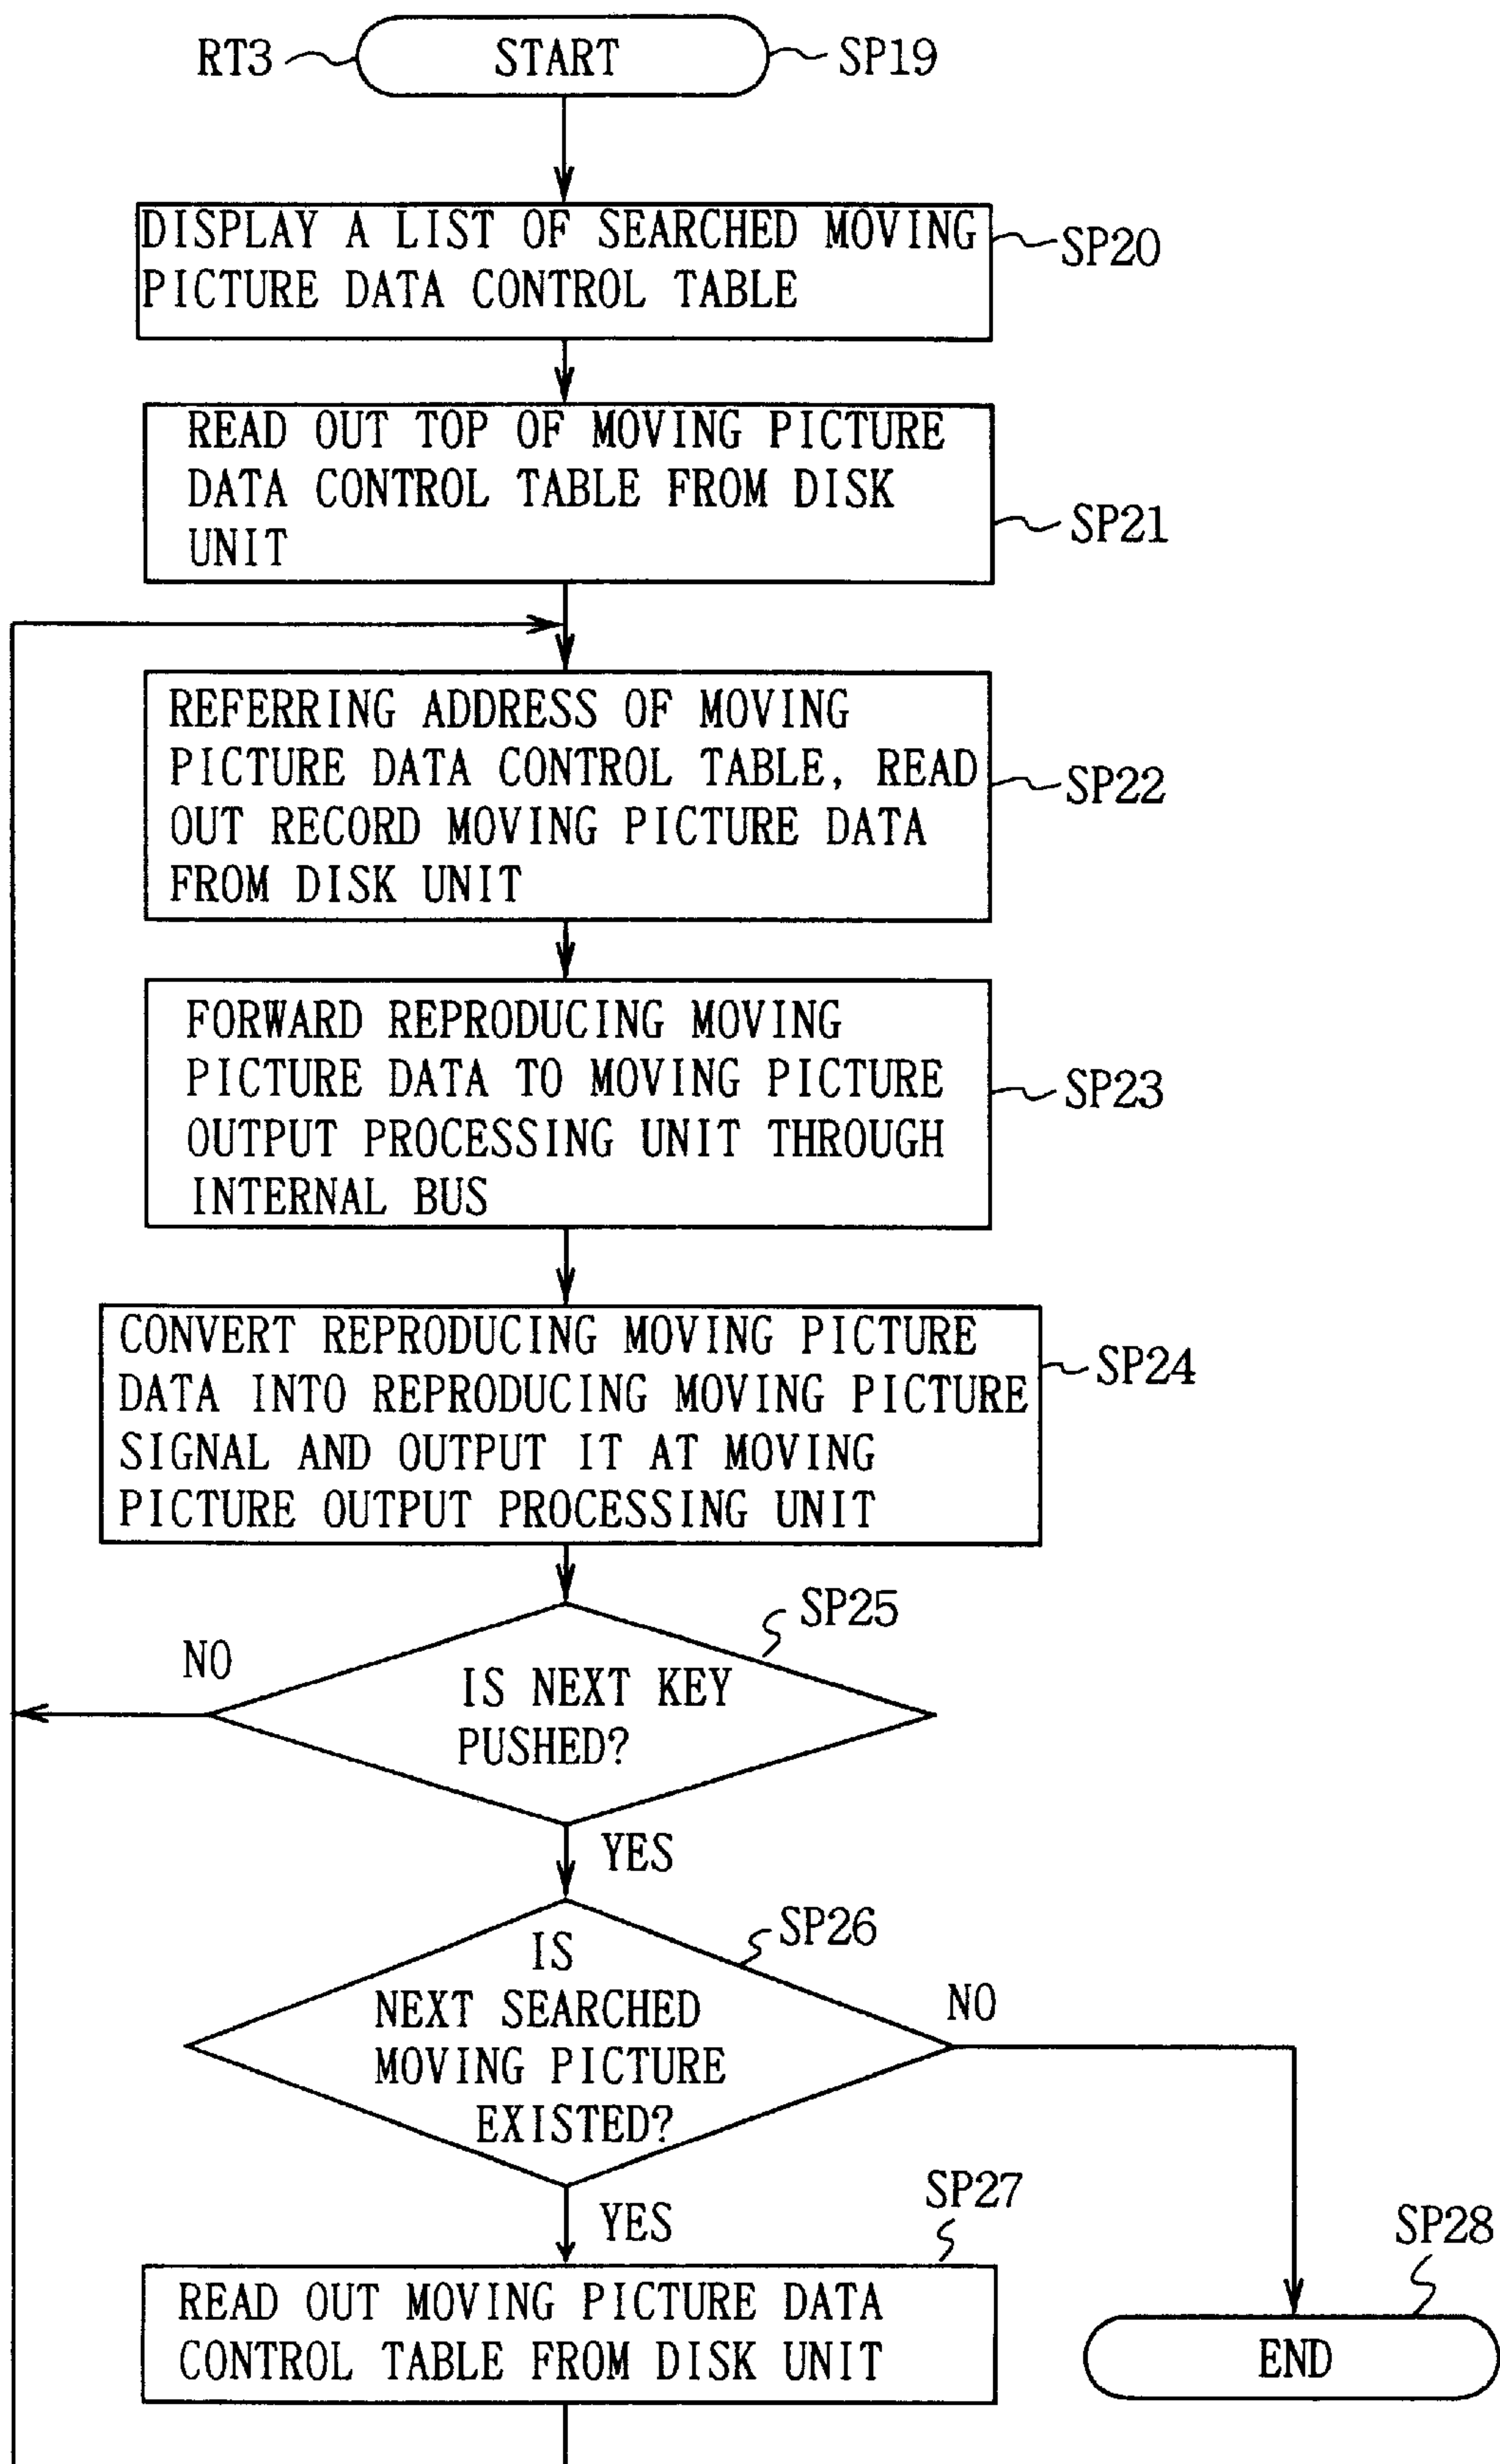 RT3
START
SP19
DISPLAY A LIST OF SEARCHED MOVING
PICTURE DATA CONTROL TABLE
SP20
READ OUT TOP OF MOVING PICTURE
DATA CONTROL TABLE FROM DISK
UNIT
SP21
REFERRING ADDRESS OF MOVING
PICTURE DATA CONTROL TABLE, READ
OUT RECORD MOVING PICTURE DATA
FROM DISK UNIT
SP22
FORWARD REPRODUCING MOVING
PICTURE DATA TO MOVING PICTURE
OUTPUT PROCESSING UNIT THROUGH
INTERNAL BUS
SP23
CONVERT REPRODUCING MOVING PICTURE
DATA INTO REPRODUCING MOVING PICTURE
SIGNAL AND OUTPUT IT AT MOVING
PICTURE OUTPUT PROCESSING UNIT
SP24
SP25
NO
IS NEXT KEY
PUSHED?
YES
SP26
IS
NEXT SEARCHED
MOVING PICTURE
EXISTED?
NO
YES
SP27
READ OUT MOVING PICTURE DATA
CONTROL TABLE FROM DISK UNIT
SP28
END